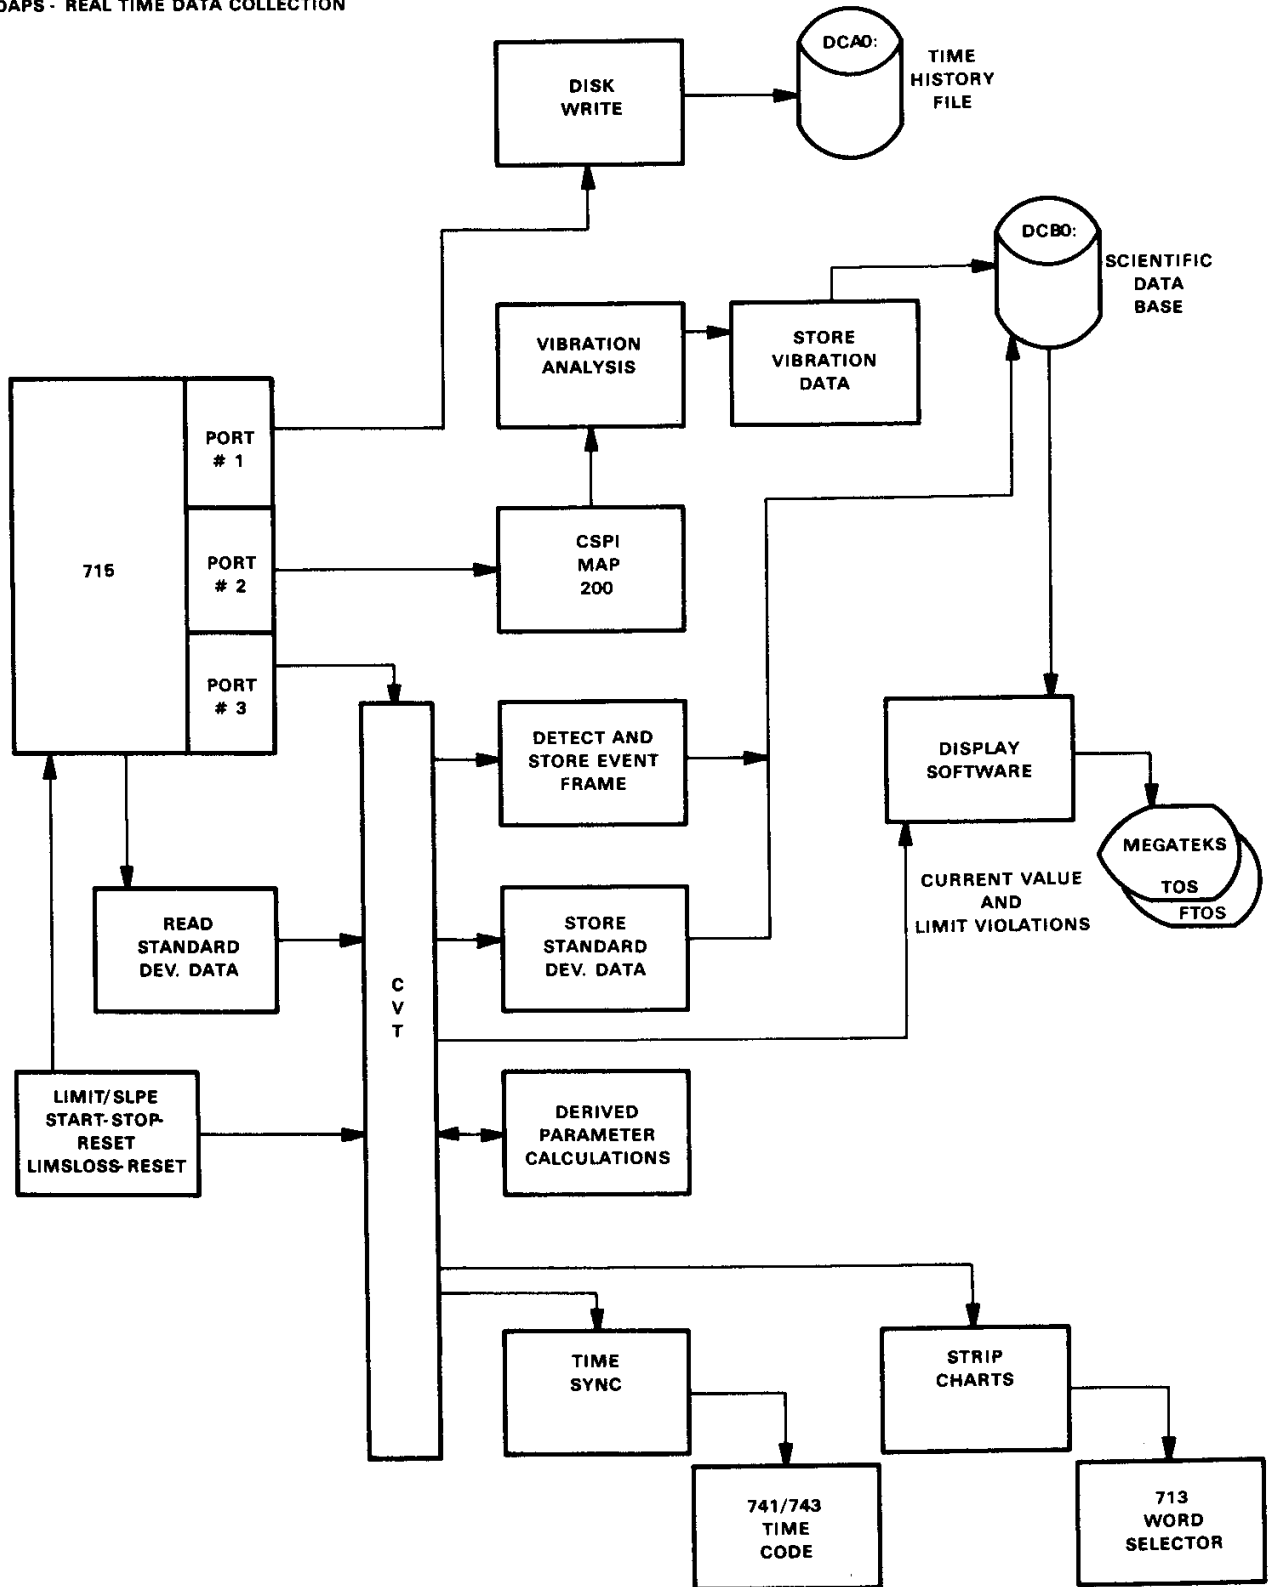 DAPS - REAL TIME DATA COLLECTION
DISK
WRITE
DCA0:
TIME
HISTORY
FILE
DCB0:
SCIENTIFIC
DATA
BASE
VIBRATION
ANALYSIS
STORE
VIBRATION
DATA
715
PORT
# 1
PORT
# 2
PORT
# 3
CSPI
MAP
200
DETECT AND
STORE EVENT
FRAME
DISPLAY
SOFTWARE
MEGATEKS
TOS
FTOS
CURRENT VALUE
AND
LIMIT VIOLATIONS
READ
STANDARD
DEV. DATA
C
V
T
STORE
STANDARD
DEV. DATA
LIMIT/SLPE
START-STOP-
RESET
LIMSLOSS-RESET
DERIVED
PARAMETER
CALCULATIONS
TIME
SYNC
STRIP
CHARTS
741/743
TIME
CODE
713
WORD
SELECTOR